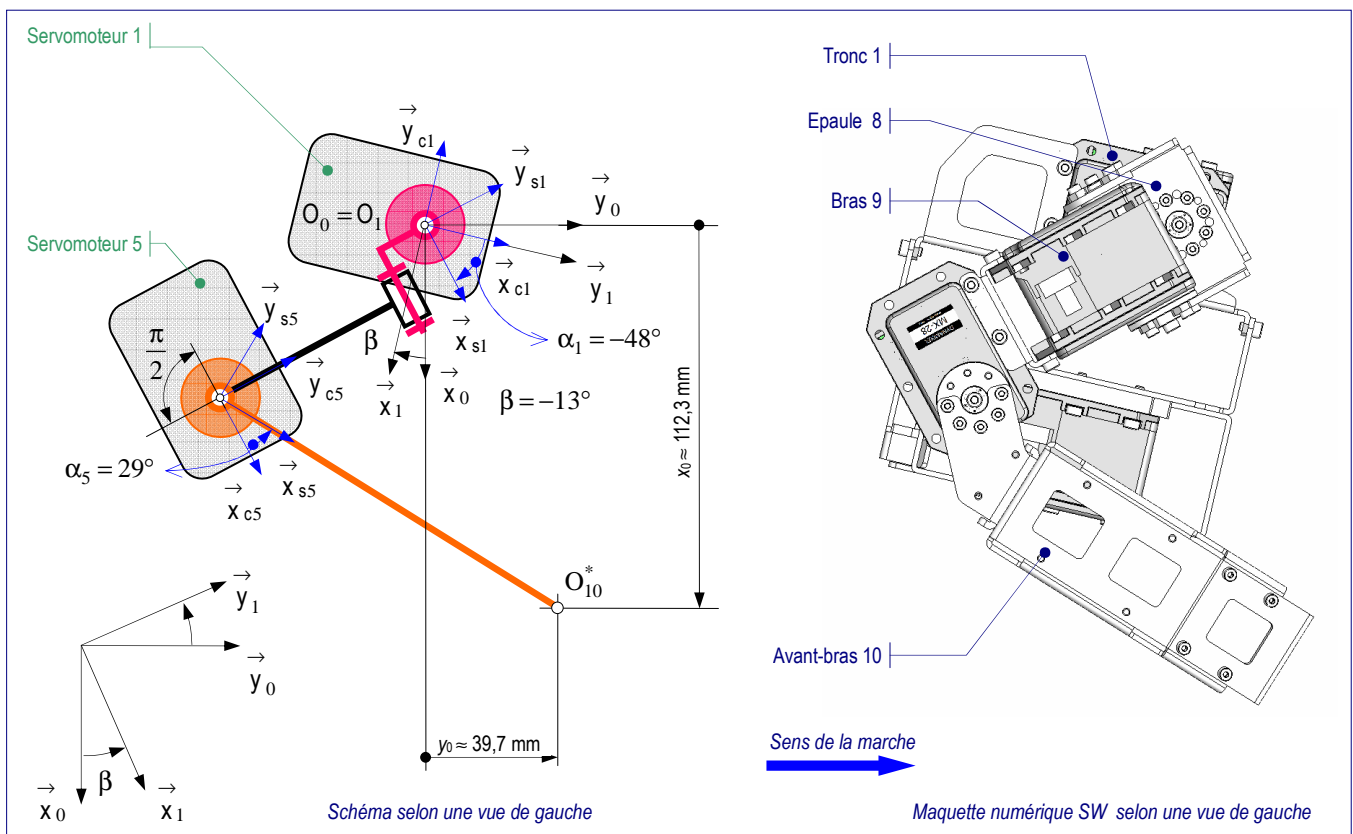 Servomoteur 1
Tronc 1
Epaule 8
Bras 9
y c1
y s1
O0 = O1
y 0
Servomoteur 5
x c1
y 1
y s5
x s1
α1 = −48°
π/2
β
y c5
x 1
x 0
β = −13°
x0 ≈ 112,3 mm
MX-28
α5 = 29°
x s5
x c5
O*10
y 1
y 0
Avant-bras 10
y0 ≈ 39,7 mm
Sens de la marche
β
x 0
x 1
Schéma selon une vue de gauche
Maquette numérique SW selon une vue de gauche